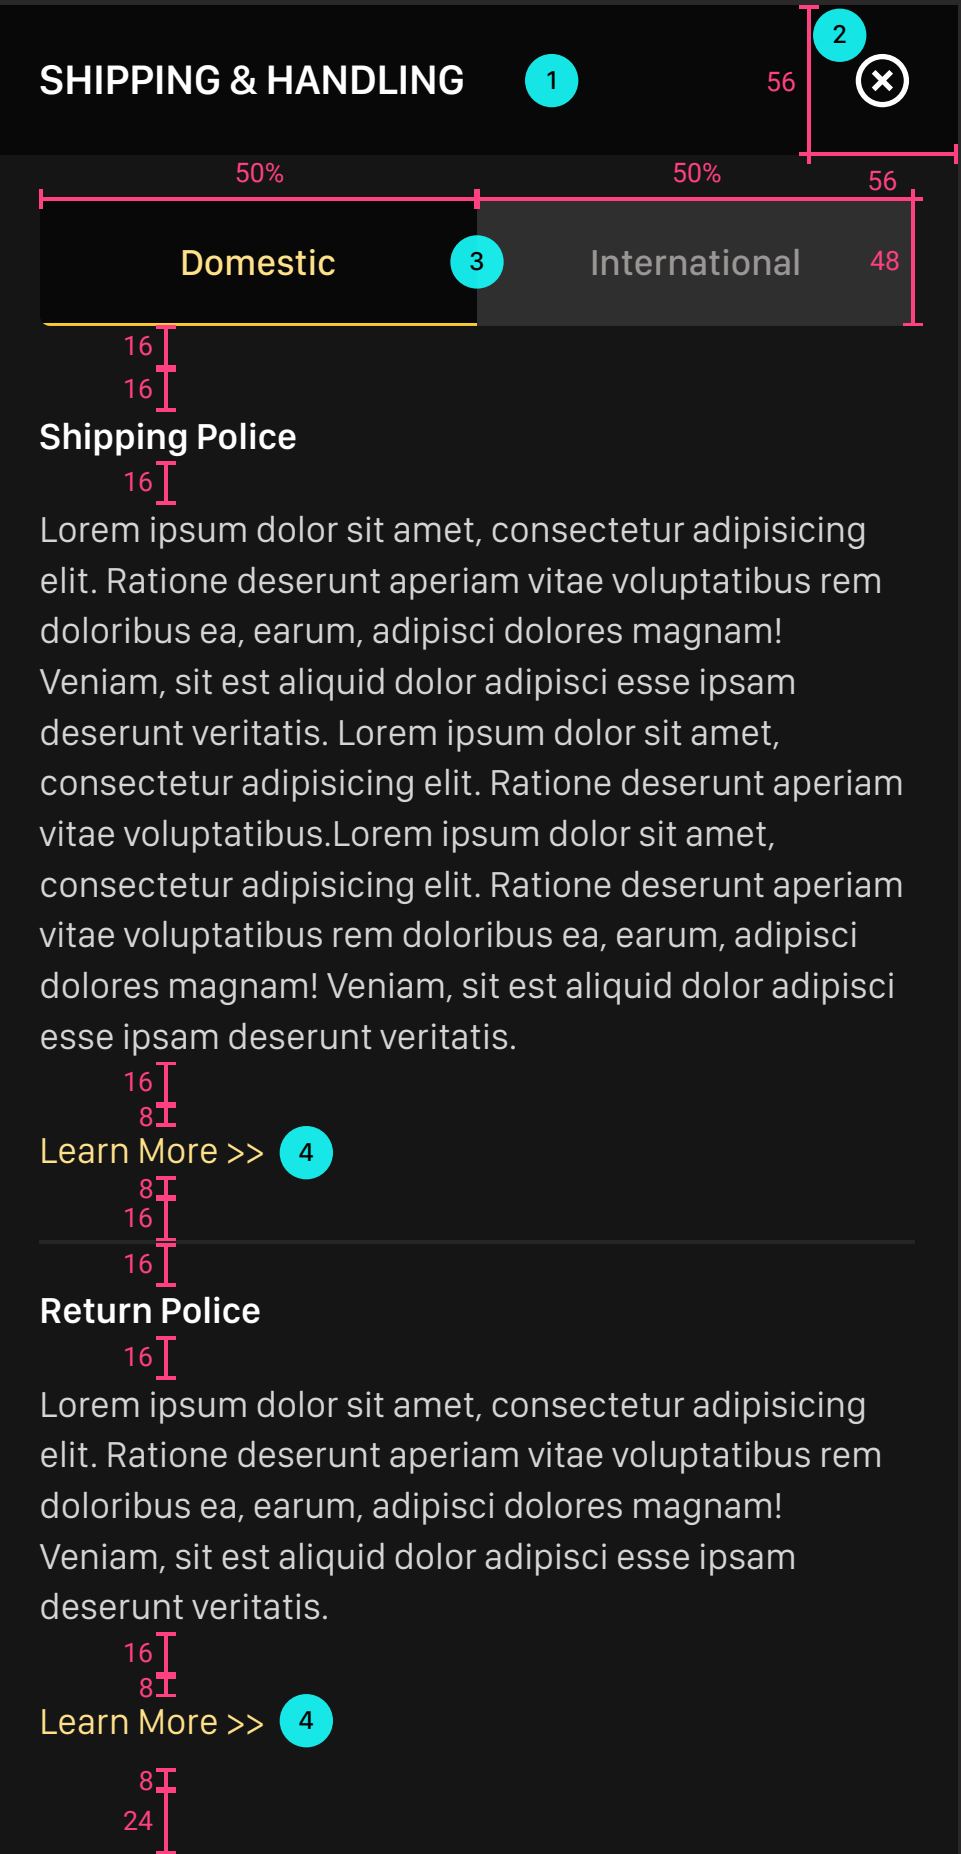 SHIPPING & HANDLING
1
2
56
50%
50%
56
Domestic
3
International
48
16
16
Shipping Police
16
Lorem ipsum dolor sit amet, consectetur adipisicing
elit. Ratione deserunt aperiam vitae voluptatibus rem
doloribus ea, earum, adipisci dolores magnam!
Veniam, sit est aliquid dolor adipisci esse ipsam
deserunt veritatis. Lorem ipsum dolor sit amet,
consectetur adipisicing elit. Ratione deserunt aperiam
vitae voluptatibus.Lorem ipsum dolor sit amet,
consectetur adipisicing elit. Ratione deserunt aperiam
vitae voluptatibus rem doloribus ea, earum, adipisci
dolores magnam! Veniam, sit est aliquid dolor adipisci
esse ipsam deserunt veritatis.
16
8
Learn More >>
4
8
16
16
Return Police
16
Lorem ipsum dolor sit amet, consectetur adipisicing
elit. Ratione deserunt aperiam vitae voluptatibus rem
doloribus ea, earum, adipisci dolores magnam!
Veniam, sit est aliquid dolor adipisci esse ipsam
deserunt veritatis.
16
8
Learn More >>
4
8
24